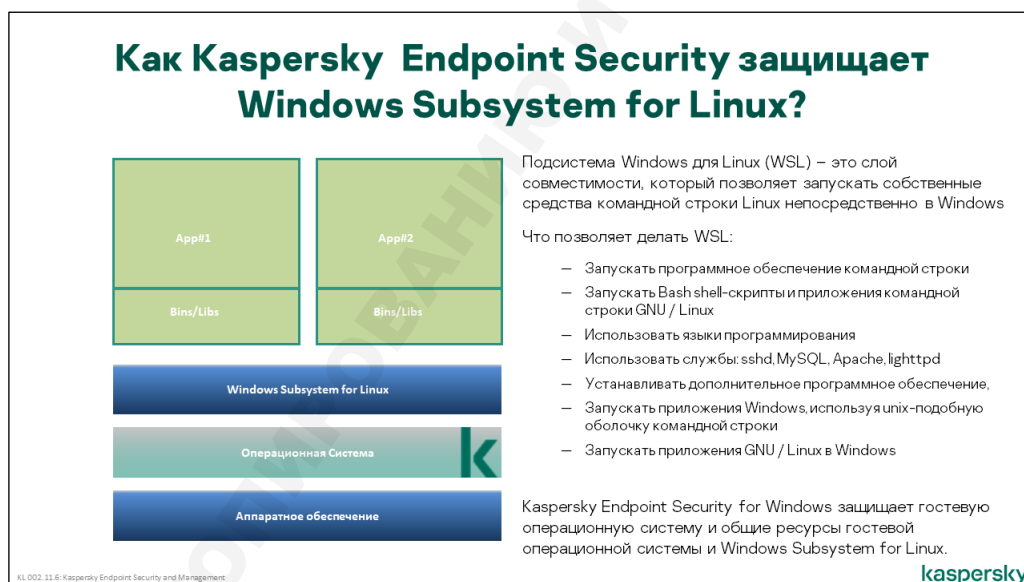 Как Kaspersky Endpoint Security защищает
Windows Subsystem for Linux?
App#1
App#2
Bins/Libs
Bins/Libs
Windows Subsystem for Linux
Операционная Система
k
Аппаратное обеспечение
Подсистема Windows для Linux (WSL) – это слой
совместимости, который позволяет запускать собственные
средства командной строки Linux непосредственно в Windows
Что позволяет делать WSL:
— Запускать программное обеспечение командной строки
— Запускать Bash shell-скрипты и приложения командной
строки GNU / Linux
— Использовать языки программирования
— Использовать службы: sshd, MySQL, Apache, lighttpd
— Устанавливать дополнительное программное обеспечение,
— Запускать приложения Windows, используя unix-подобную
оболочку командной строки
— Запускать приложения GNU / Linux в Windows
Kaspersky Endpoint Security for Windows защищает гостевую
операционную систему и общие ресурсы гостевой
операционной системы и Windows Subsystem for Linux.
KL 002.11.6: Kaspersky Endpoint Security and Management
kaspersky